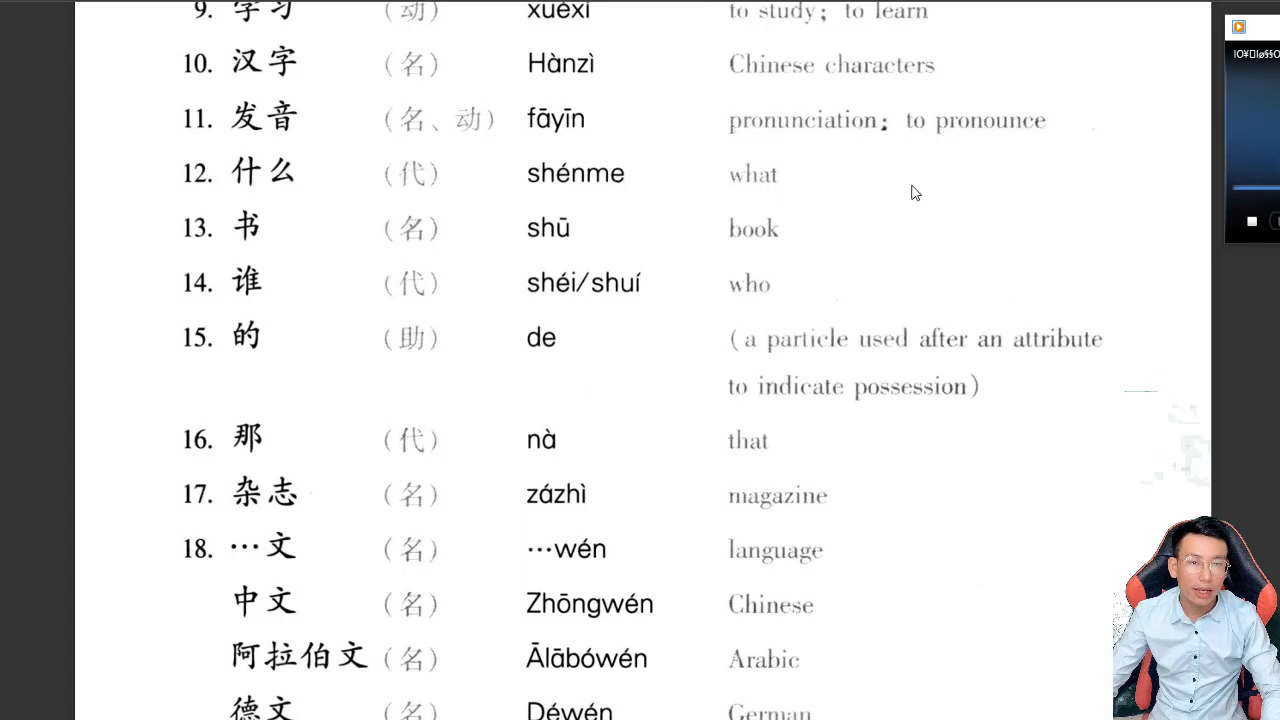 9. 学习 （动） xuéxí to study; to learn
10. 汉字 （名） Hànzì Chinese characters
11. 发音 （名、动） fāyīn pronunciation; to pronounce
12. 什么 （代） shénme what
13. 书 （名） shū book
14. 谁 （代） shéi/shuí who
15. 的 （助） de (a particle used after an attribute
to indicate possession)
16. 那 （代） nà that
17. 杂志 （名） zázhì magazine
18. …文 （名） …wén language
中文 （名） Zhōngwén Chinese
阿拉伯文 （名） Ālābówén Arabic
德文 （名） Déwén German